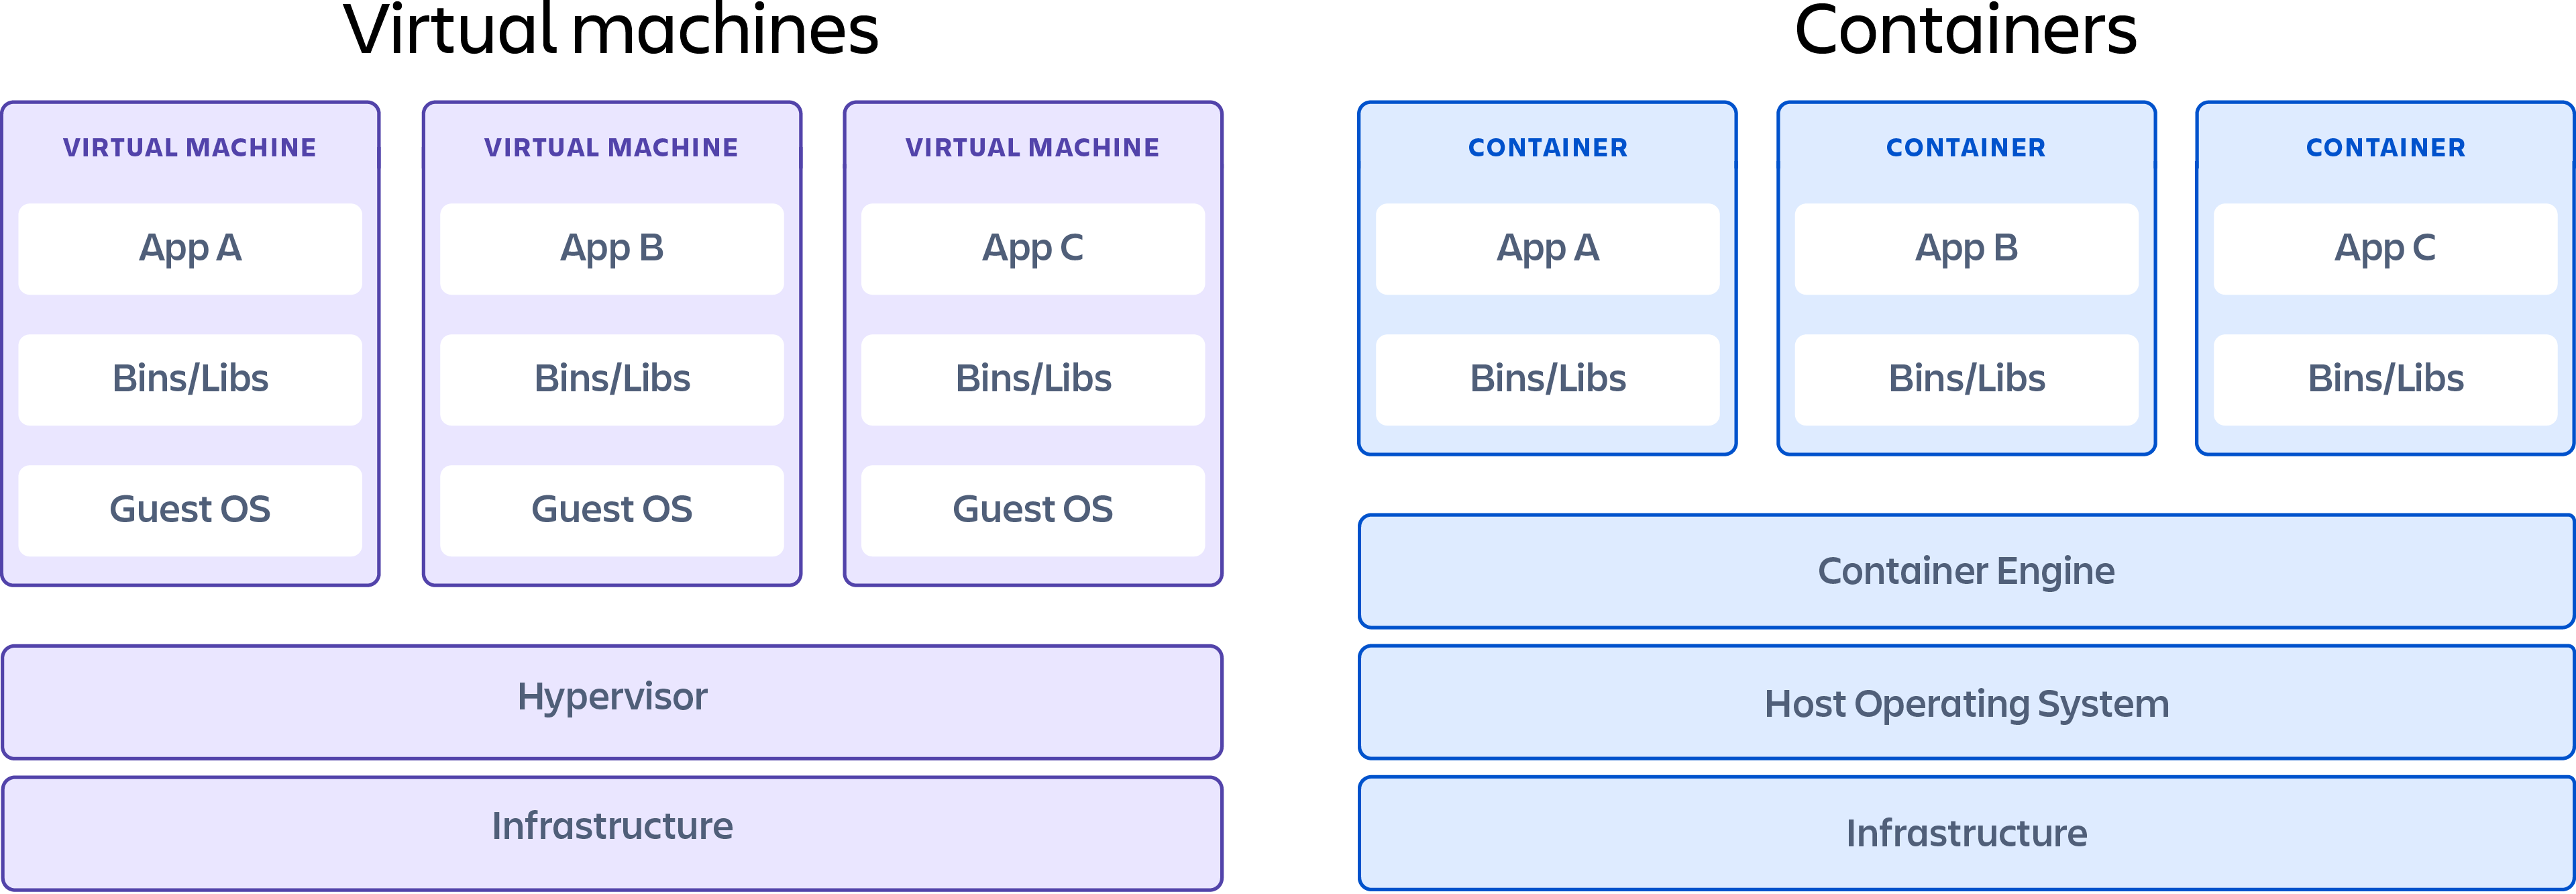 Virtual machines
VIRTUAL MACHINE
App A
Bins/Libs
Guest OS
VIRTUAL MACHINE
App B
Bins/Libs
Guest OS
VIRTUAL MACHINE
App C
Bins/Libs
Guest OS
Hypervisor
Infrastructure
Containers
CONTAINER
App A
Bins/Libs
CONTAINER
App B
Bins/Libs
CONTAINER
App C
Bins/Libs
Container Engine
Host Operating System
Infrastructure